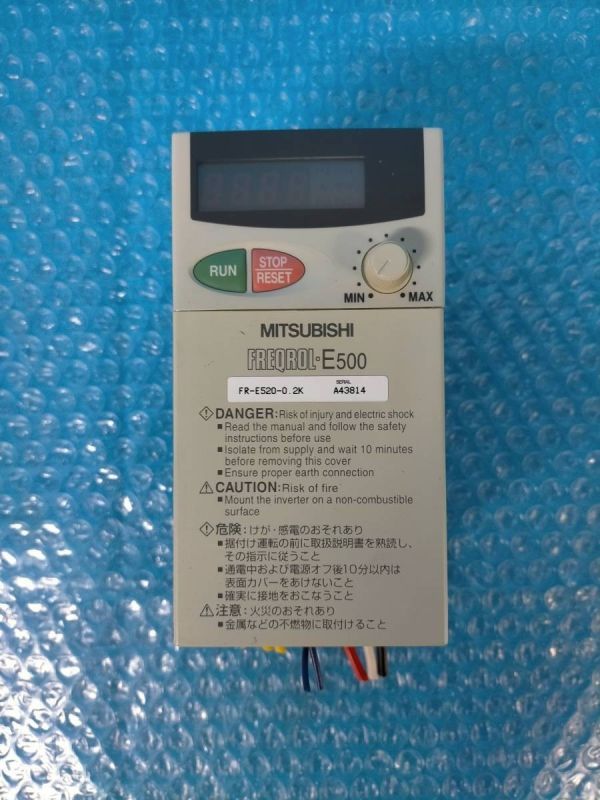 RUN
STOP
RESET
MIN
MAX
MITSUBISHI
FREQROL-E500
SERIAL
FR-E520-0.2K A43814
DANGER: Risk of injury and electric shock
■ Read the manual and follow the safety
instructions before use
■ Isolate from supply and wait 10 minutes
before removing this cover
■ Ensure proper earth connection
CAUTION: Risk of fire
■ Mount the inverter on a non-combustible
surface
危険：けが・感電のおそれあり
■ 据付け運転の前に取扱説明書を熟読し、
その指示に従うこと
■ 通電中および電源オフ後10分以内は
表面カバーをあけないこと
■ 確実に接地をおこなうこと
注意：火災のおそれあり
■ 金属などの不燃物に取付けること